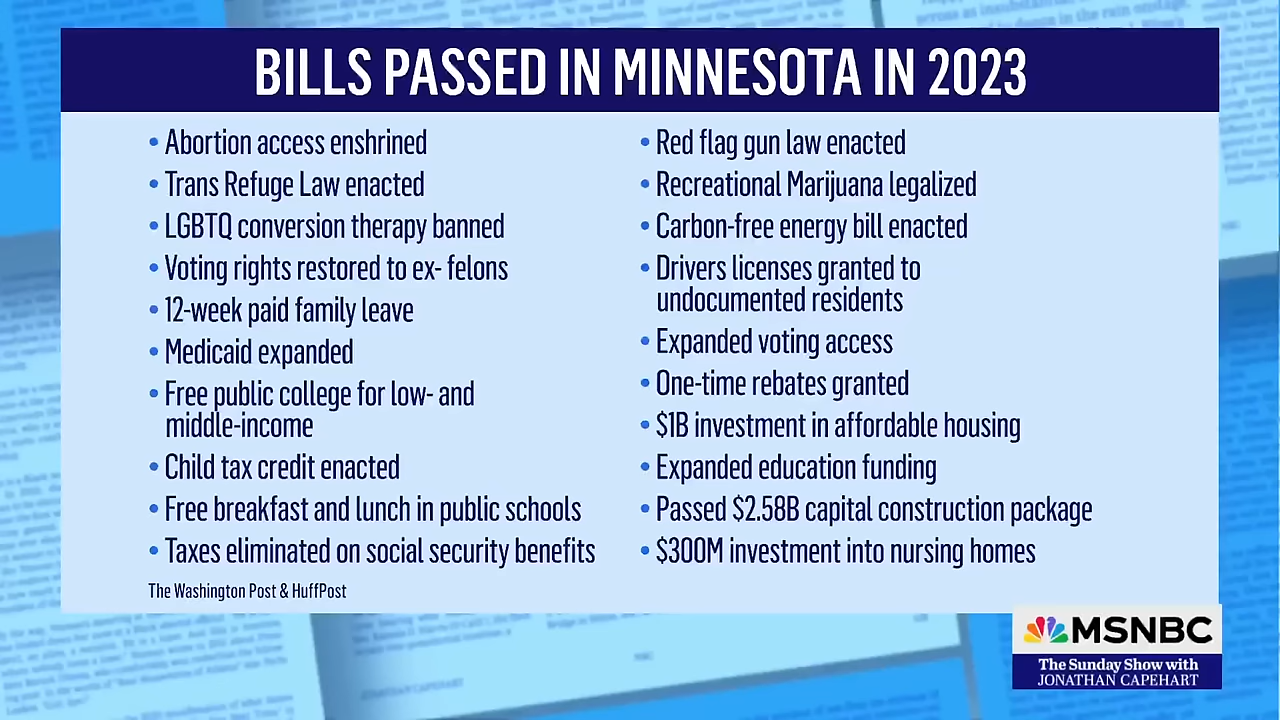 BILLS PASSED IN MINNESOTA IN 2023
• Abortion access enshrined
• Trans Refuge Law enacted
• LGBTQ conversion therapy banned
• Voting rights restored to ex- felons
• 12-week paid family leave
• Medicaid expanded
• Free public college for low- and
middle-income
• Child tax credit enacted
• Free breakfast and lunch in public schools
• Taxes eliminated on social security benefits
• Red flag gun law enacted
• Recreational Marijuana legalized
• Carbon-free energy bill enacted
• Drivers licenses granted to
undocumented residents
• Expanded voting access
• One-time rebates granted
• $1B investment in affordable housing
• Expanded education funding
• Passed $2.58B capital construction package
• $300M investment into nursing homes
The Washington Post & HuffPost
MSNBC
The Sunday Show with
JONATHAN CAPEHART